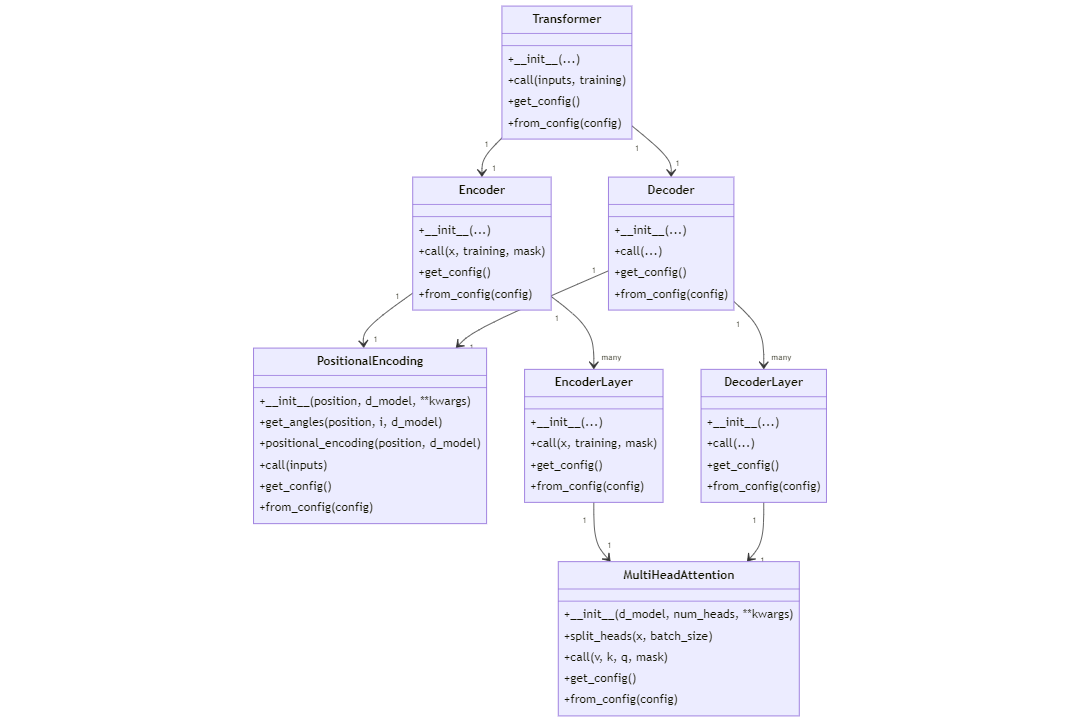 Transformer
+__init__(...)
+call(inputs, training)
+get_config()
+from_config(config)
1
1
1
1
Encoder
+__init__(...)
+call(x, training, mask)
+get_config()
+from_config(config)
Decoder
+__init__(...)
+call(...)
+get_config()
+from_config(config)
1
1
1
1
1
many
1
many
PositionalEncoding
+__init__(position, d_model, **kwargs)
+get_angles(position, i, d_model)
+positional_encoding(position, d_model)
+call(inputs)
+get_config()
+from_config(config)
EncoderLayer
+__init__(...)
+call(x, training, mask)
+get_config()
+from_config(config)
DecoderLayer
+__init__(...)
+call(...)
+get_config()
+from_config(config)
1
1
1
1
MultiHeadAttention
+__init__(d_model, num_heads, **kwargs)
+split_heads(x, batch_size)
+call(v, k, q, mask)
+get_config()
+from_config(config)